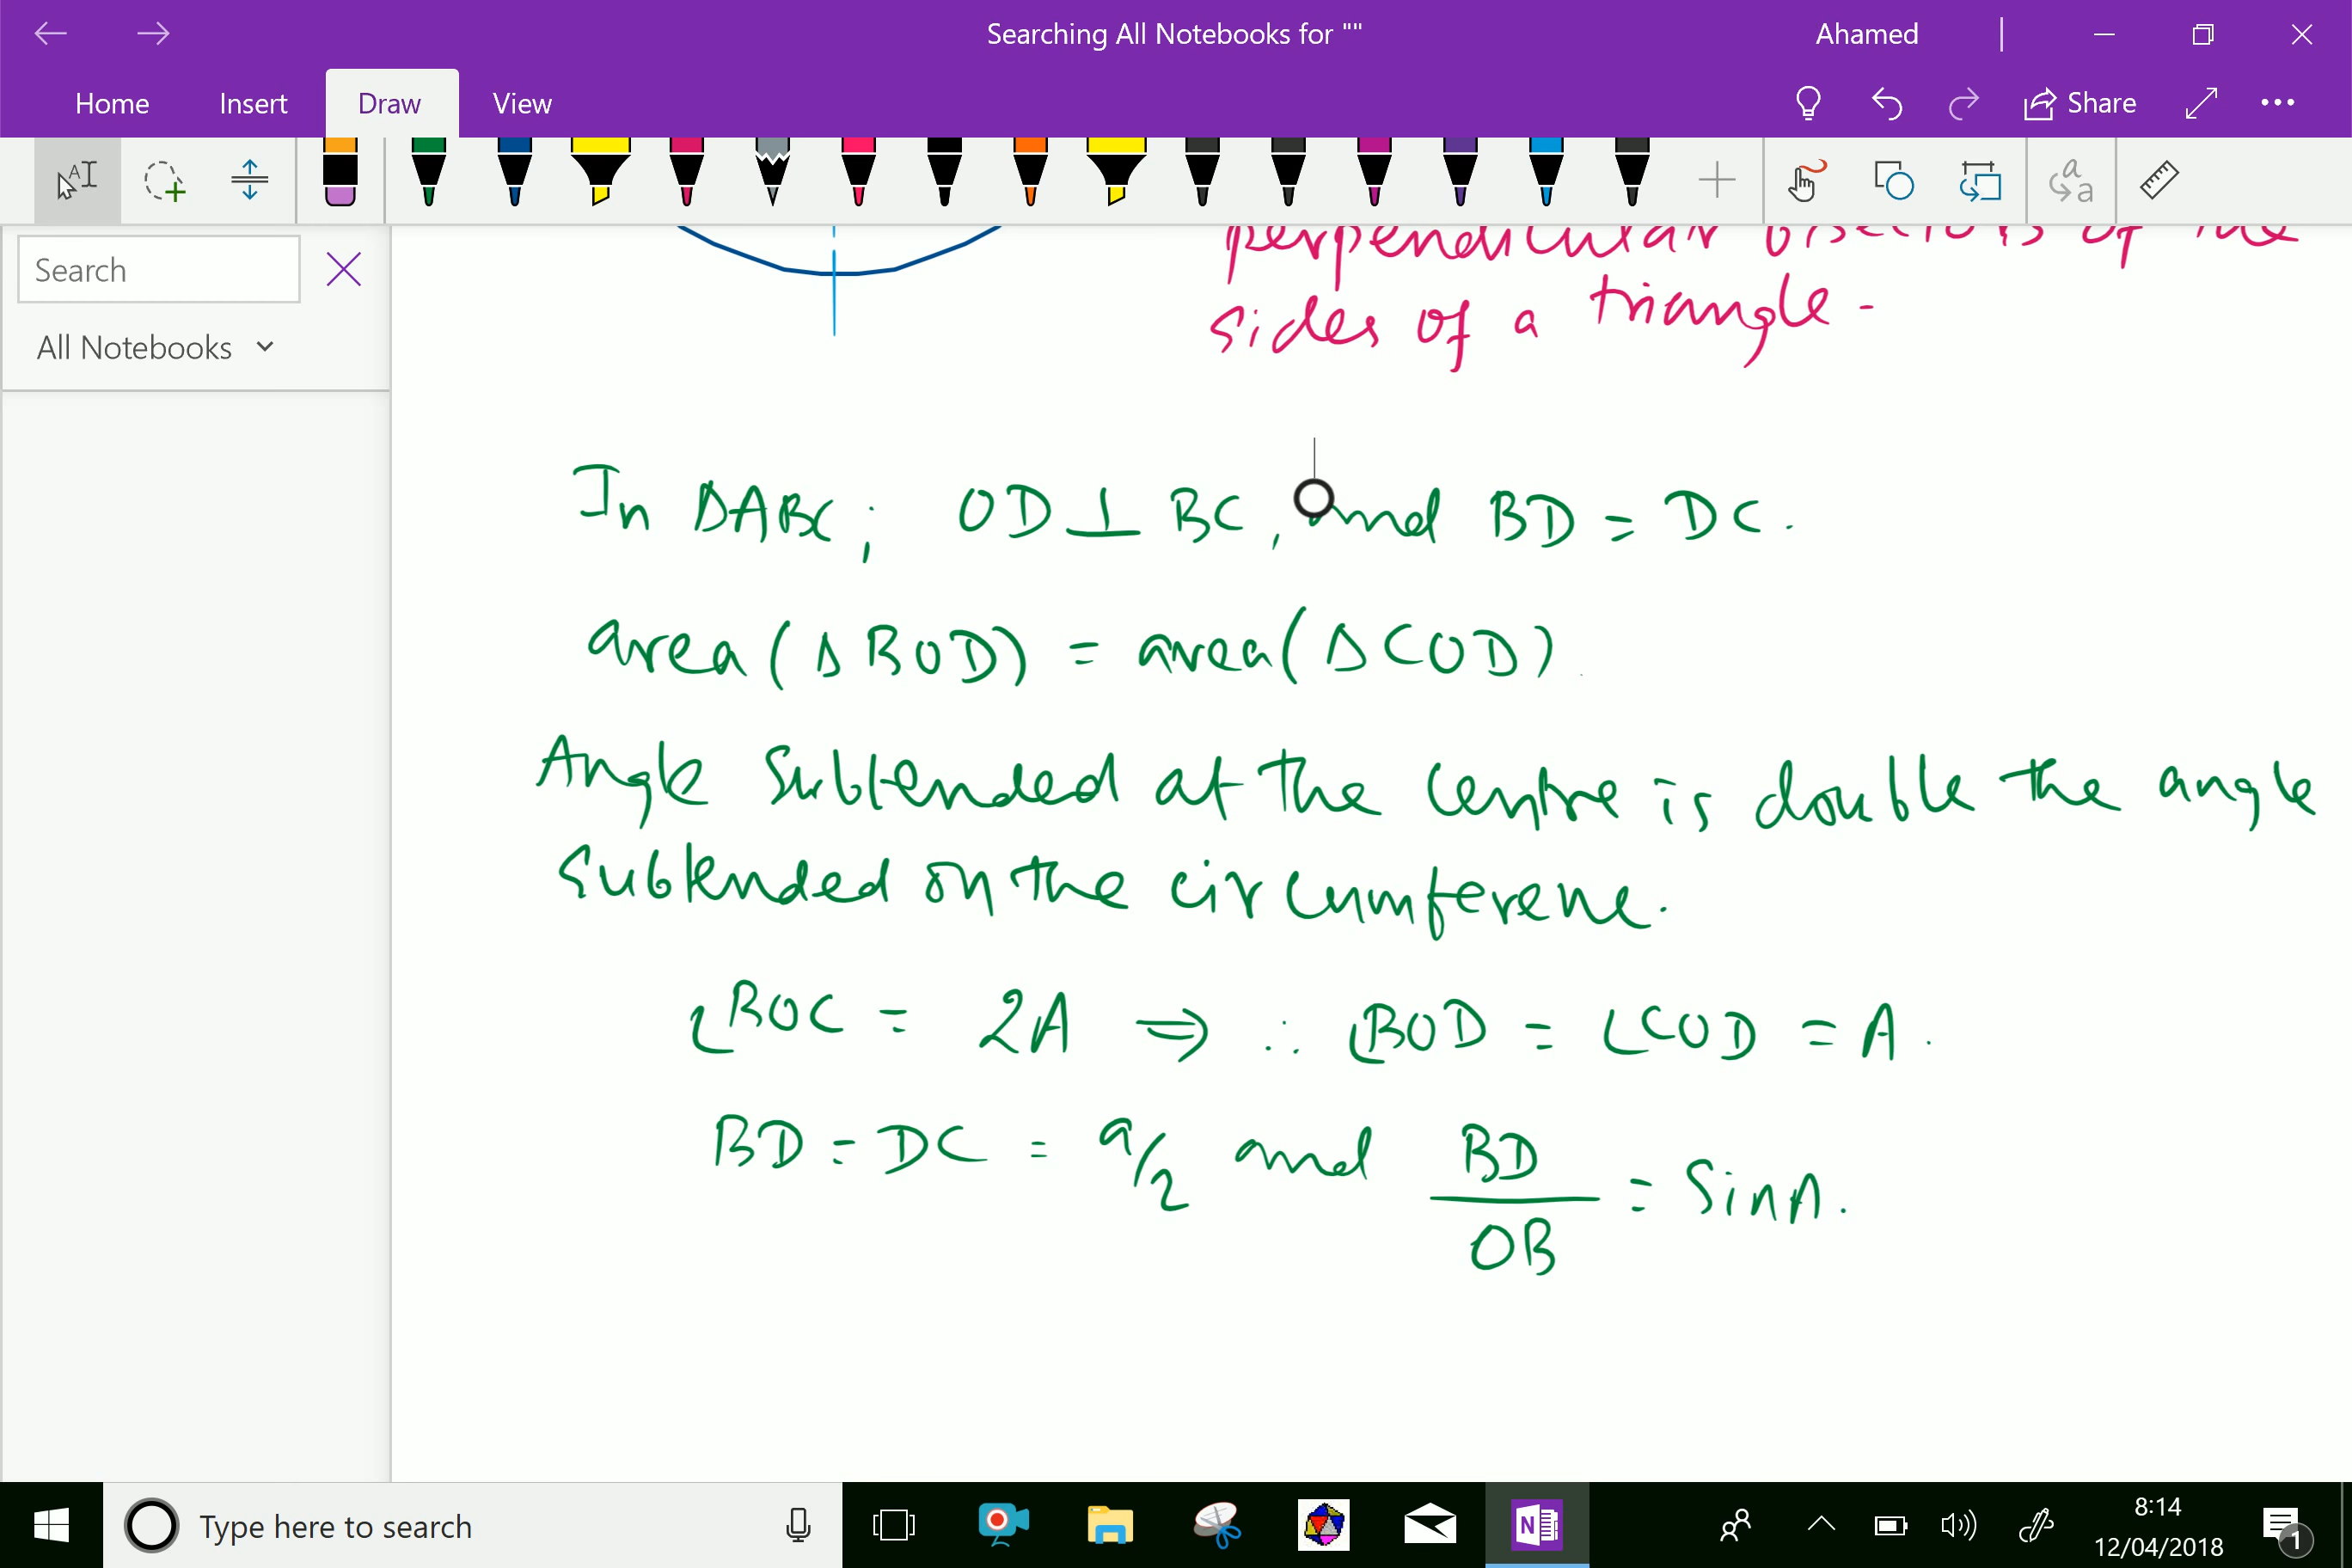 Searching All Notebooks for ""
Ahamed
Home Insert Draw View
Share
Search
All Notebooks
perpendicular bisectors of the
sides of a triangle -
In ΔABC; OD ⊥ BC, and BD = DC.
area (Δ BOD) = area (Δ COD)
Angle Subtended at the Centre is double the angle
Subtended on the circumference.
∠BOC = 2A ⇒ ∴ ∠BOD = ∠COD = A.
BD = DC = a/2 and BD/OB = Sin A.
Type here to search
N
8:14
12/04/2018
1